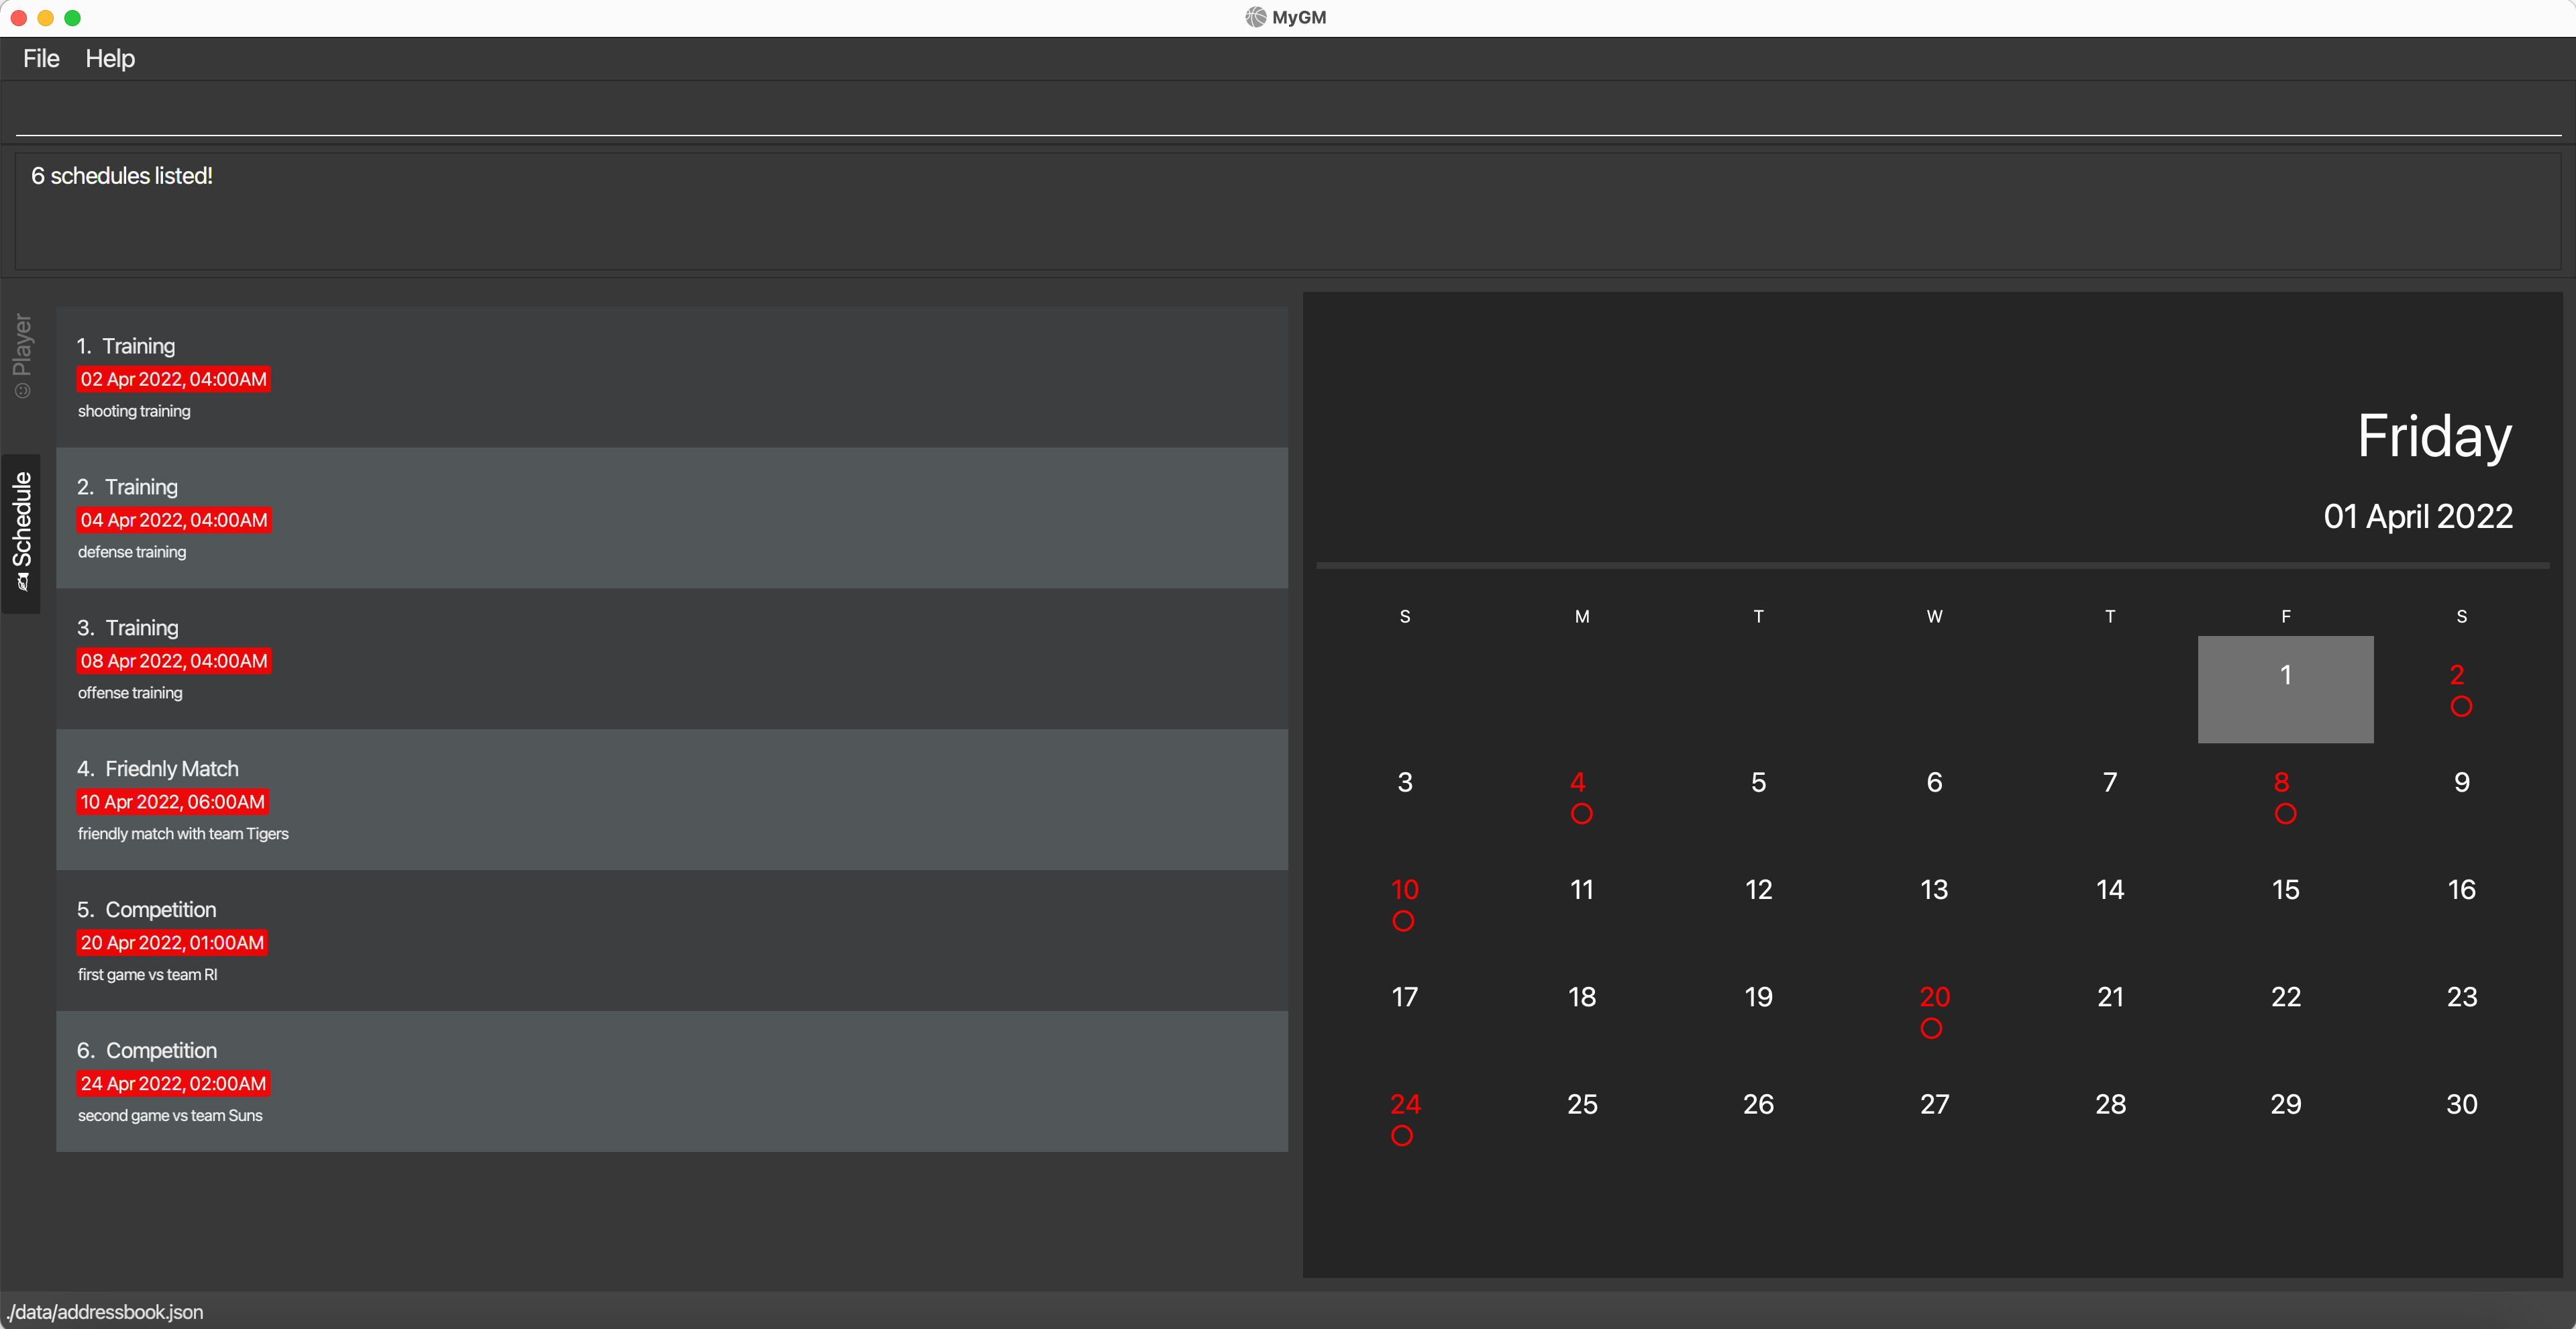 MyGM
File Help
6 schedules listed!
Player
Schedule
1. Training
02 Apr 2022, 04:00AM
shooting training
2. Training
04 Apr 2022, 04:00AM
defense training
3. Training
08 Apr 2022, 04:00AM
offense training
4. Friednly Match
10 Apr 2022, 06:00AM
friendly match with team Tigers
5. Competition
20 Apr 2022, 01:00AM
first game vs team RI
6. Competition
24 Apr 2022, 02:00AM
second game vs team Suns
Friday
01 April 2022
S M T W T F S
1 2
3 4 5 6 7 8 9
10 11 12 13 14 15 16
17 18 19 20 21 22 23
24 25 26 27 28 29 30
./data/addressbook.json